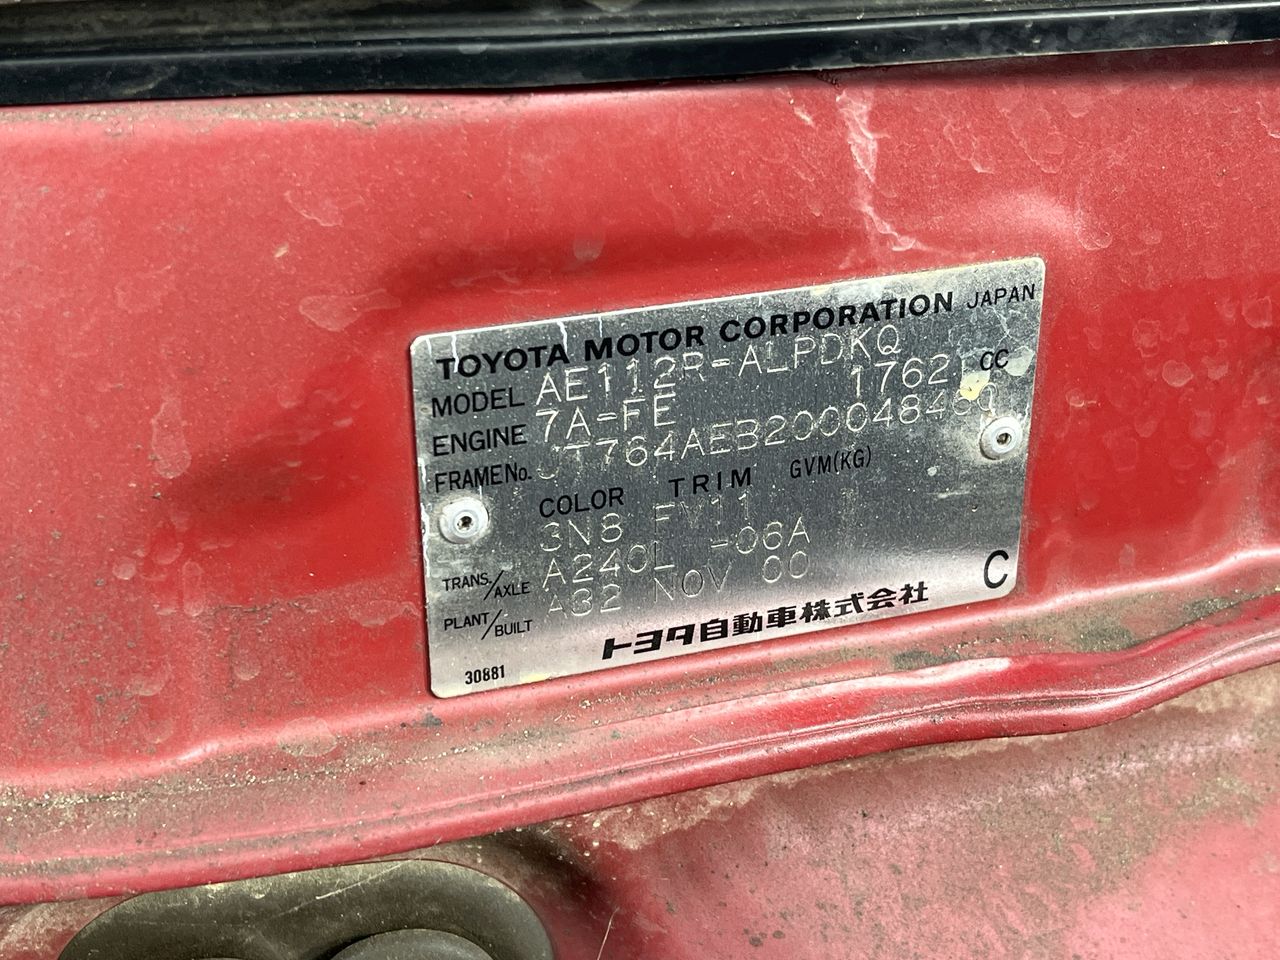 TOYOTA MOTOR CORPORATION JAPAN
MODEL AE112R-ALPDKQ
ENGINE 7A-FE 1762 CC
FRAME No. JT764AEB200048460
COLOR TRIM GVM(KG)
3N8 FM11
TRANS./AXLE A240L -06A
PLANT/BUILT A32 NOV 00
C
トヨタ自動車株式会社
30881